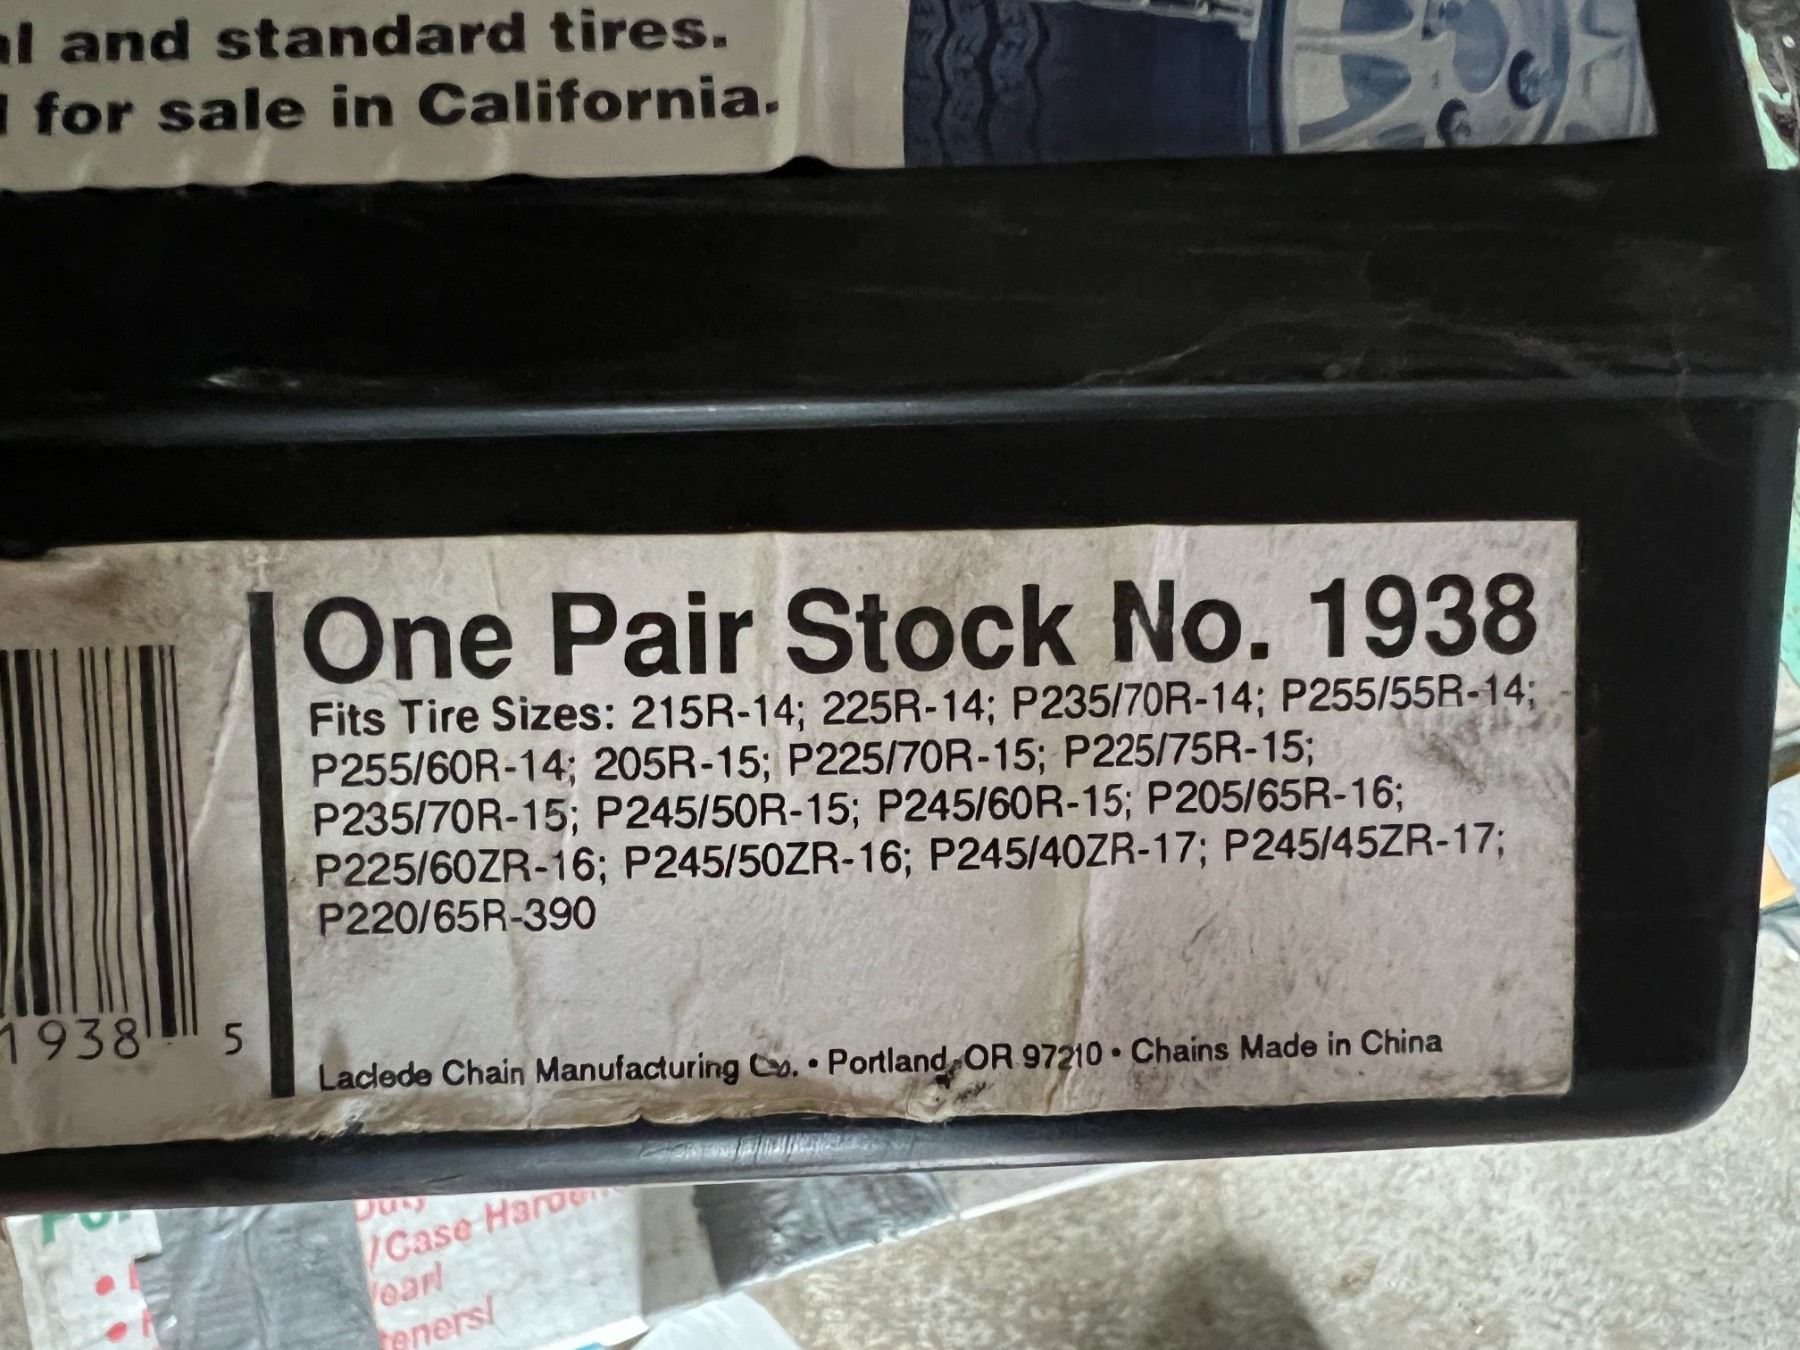 and standard tires.
for sale in California.
One Pair Stock No. 1938
Fits Tire Sizes: 215R-14; 225R-14; P235/70R-14; P255/55R-14;
P255/60R-14; 205R-15; P225/70R-15; P225/75R-15;
P235/70R-15; P245/50R-15; P245/60R-15; P205/65R-16;
P225/60ZR-16; P245/50ZR-16; P245/40ZR-17; P245/45ZR-17;
P220/65R-390
1938 5
Laclede Chain Manufacturing Co. • Portland, OR 97210 • Chains Made in China
/Case